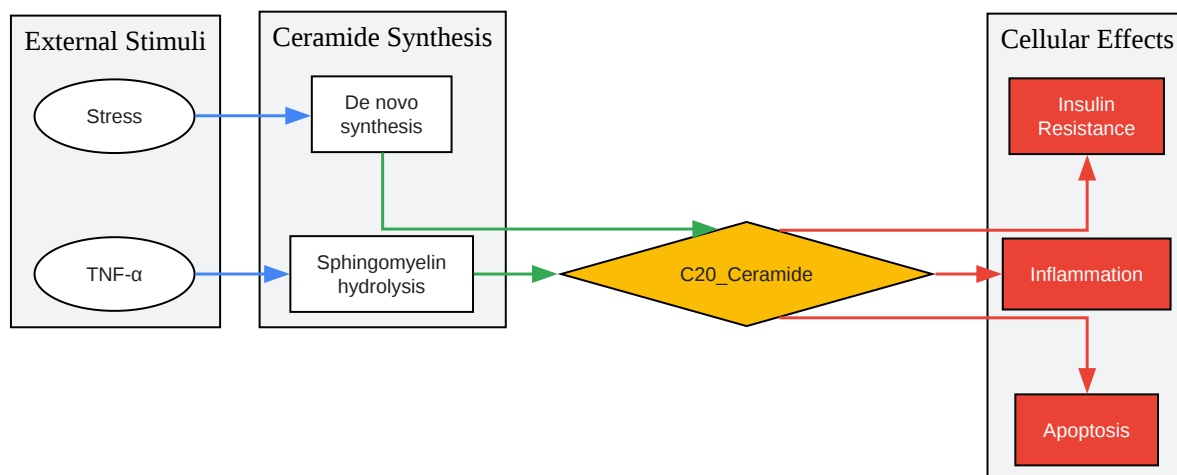 External Stimuli
Stress
TNF-α
Ceramide Synthesis
De novo
synthesis
Sphingomyelin
hydrolysis
C20_Ceramide
Cellular Effects
Insulin
Resistance
Inflammation
Apoptosis